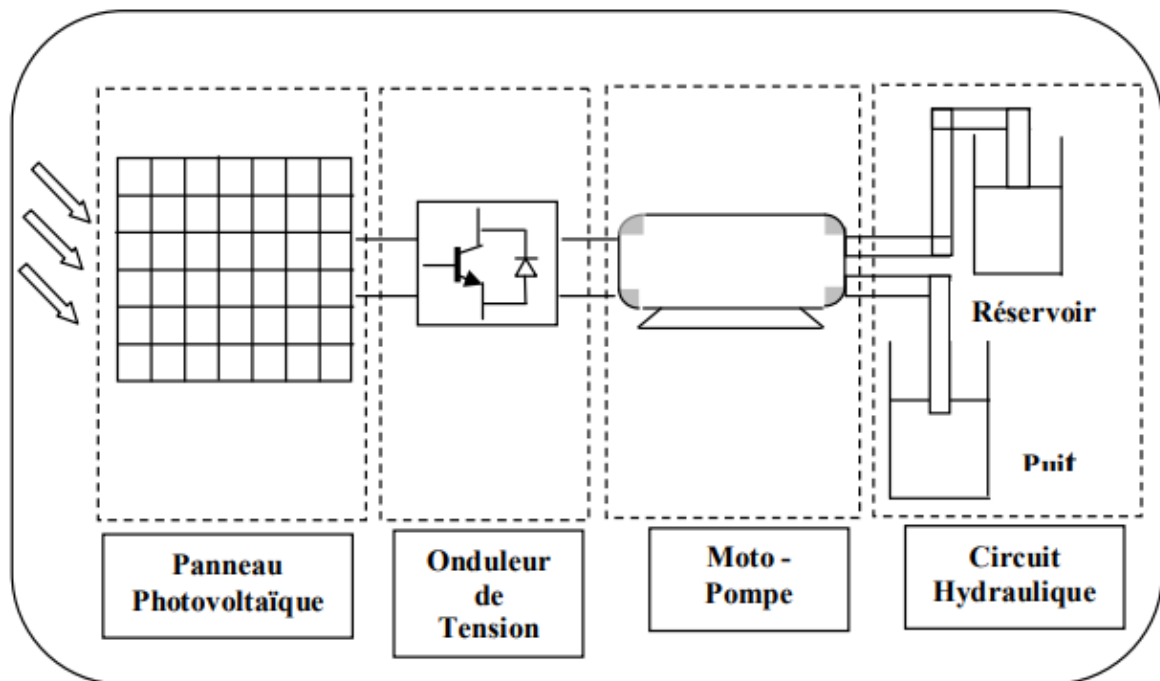 Réservoir
Puit
Panneau
Photovoltaïque
Onduleur
de
Tension
Moto -
Pompe
Circuit
Hydraulique